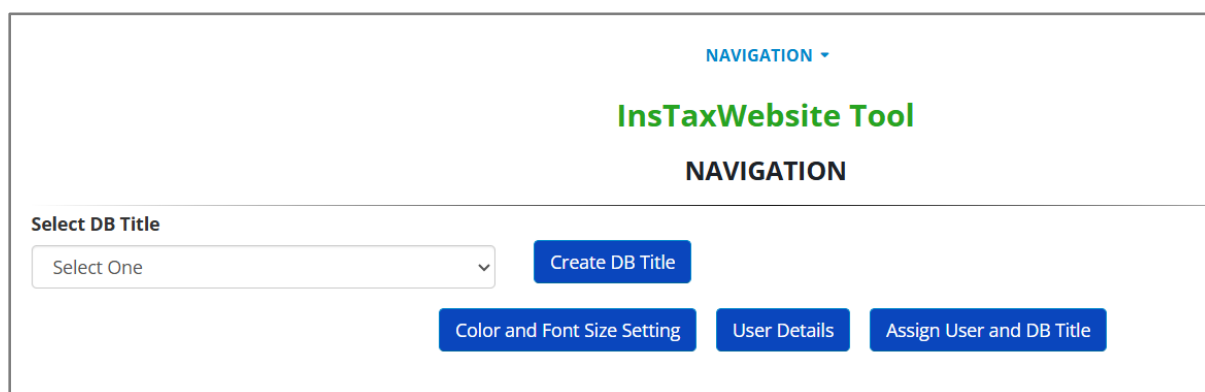 NAVIGATION
InsTaxWebsite Tool
NAVIGATION
Select DB Title
Select One
Create DB Title
Color and Font Size Setting
User Details
Assign User and DB Title